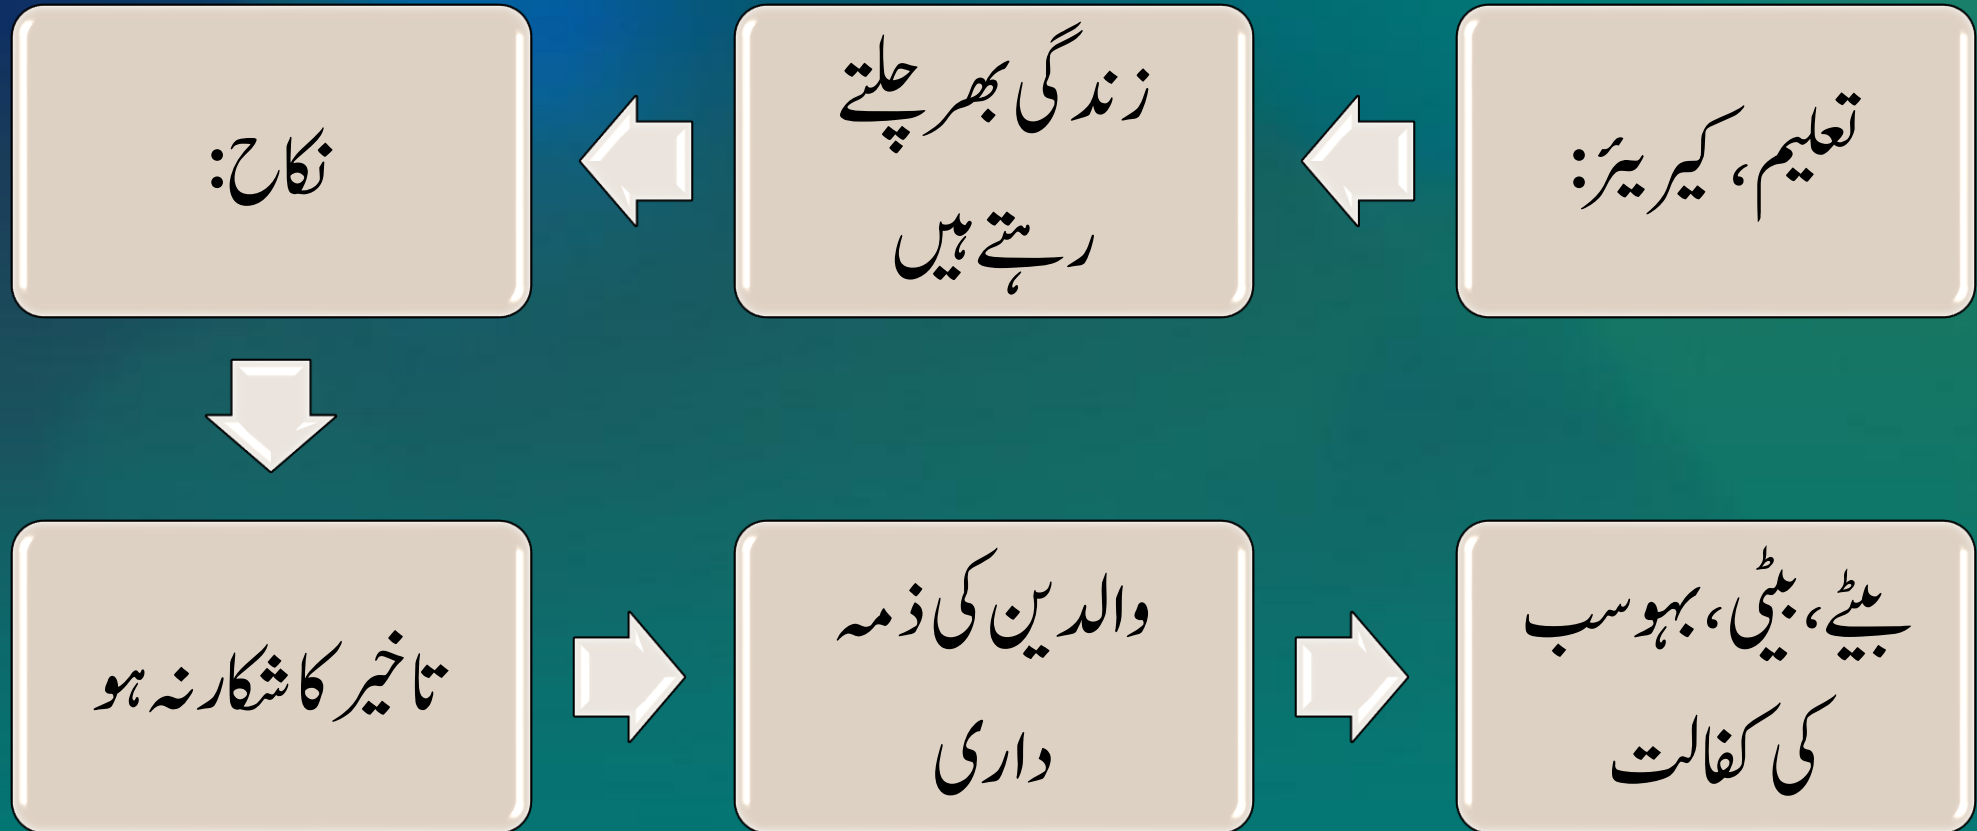 تعلیم، کیریئر:
زندگی بھر چلتے
رہتے ہیں
نکاح:
تاخیر کا شکار نہ ہو
والدین کی ذمہ
داری
بیٹے، بیٹی، بہو سب
کی کفالت